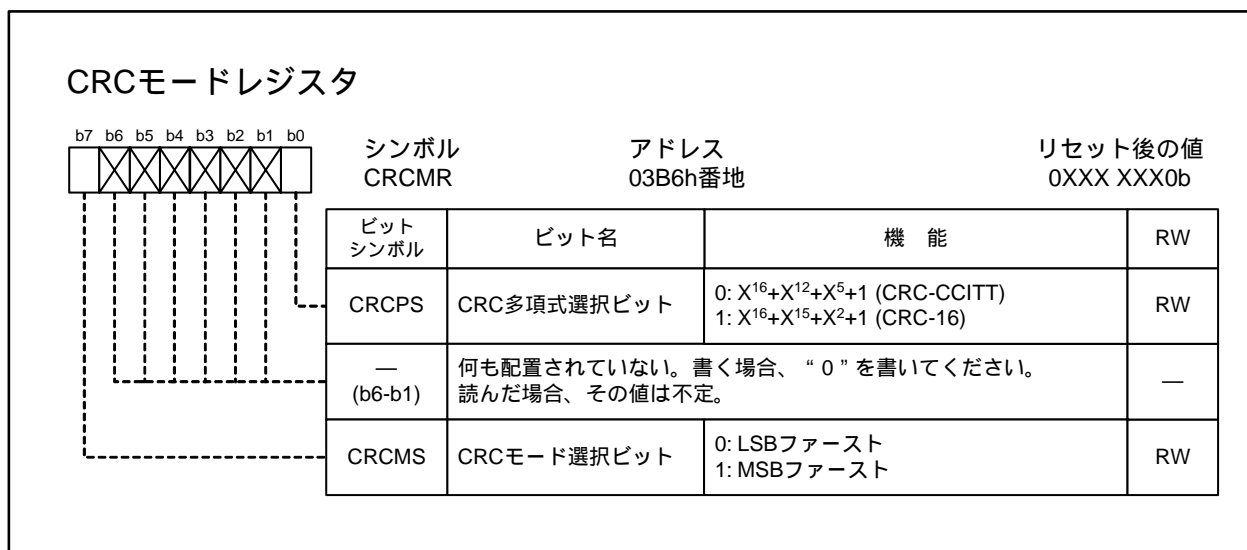 CRCモードレジスタ
b7 b6 b5 b4 b3 b2 b1 b0
シンボル アドレス リセット後の値
CRCMR 03B6h番地 0XXX XXX0b
ビット
シンボル
ビット名 機 能 RW
CRCPS CRC多項式選択ビット
0: X¹⁶+X¹²+X⁵+1 (CRC-CCITT)
1: X¹⁶+X¹⁵+X²+1 (CRC-16)
RW
—
(b6-b1)
何も配置されていない。書く場合、“0”を書いてください。
読んだ場合、その値は不定。
—
CRCMS CRCモード選択ビット
0: LSBファースト
1: MSBファースト
RW